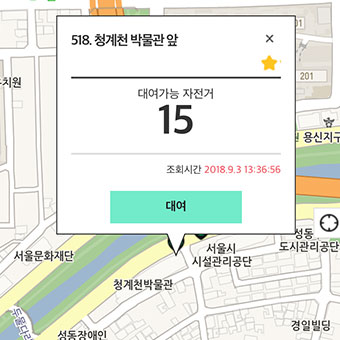 518. 청계천 박물관 앞
×
201
201
치원
대여가능 자전거
15
용신지구
조회시간 2018.9.3 13:36:56
대여
서울문화재단
서울시
시설관리공단
성동
도시관리공단
청계천박물관
성동장애인
경일빌딩